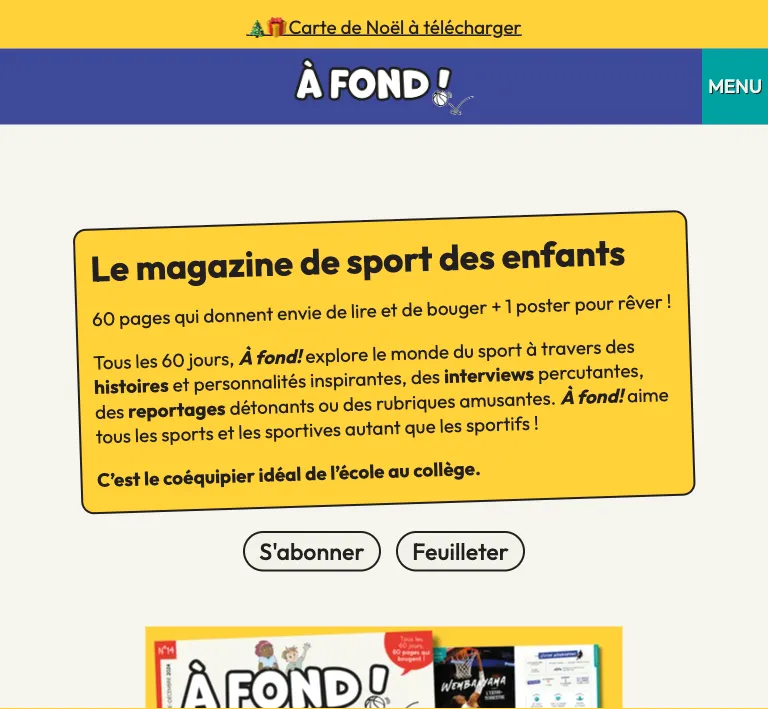 🎄🎁Carte de Noël à télécharger
À FOND !
MENU
Le magazine de sport des enfants
60 pages qui donnent envie de lire et de bouger + 1 poster pour rêver !
Tous les 60 jours, À fond! explore le monde du sport à travers des
histoires et personnalités inspirantes, des interviews percutantes,
des reportages détonants ou des rubriques amusantes. À fond! aime
tous les sports et les sportives autant que les sportifs !
C’est le coéquipier idéal de l’école au collège.
S'abonner
Feuilleter
N°14
Tous les
60 jours,
60 pages qui
bougent !
À FOND !
WEMBANYAMA